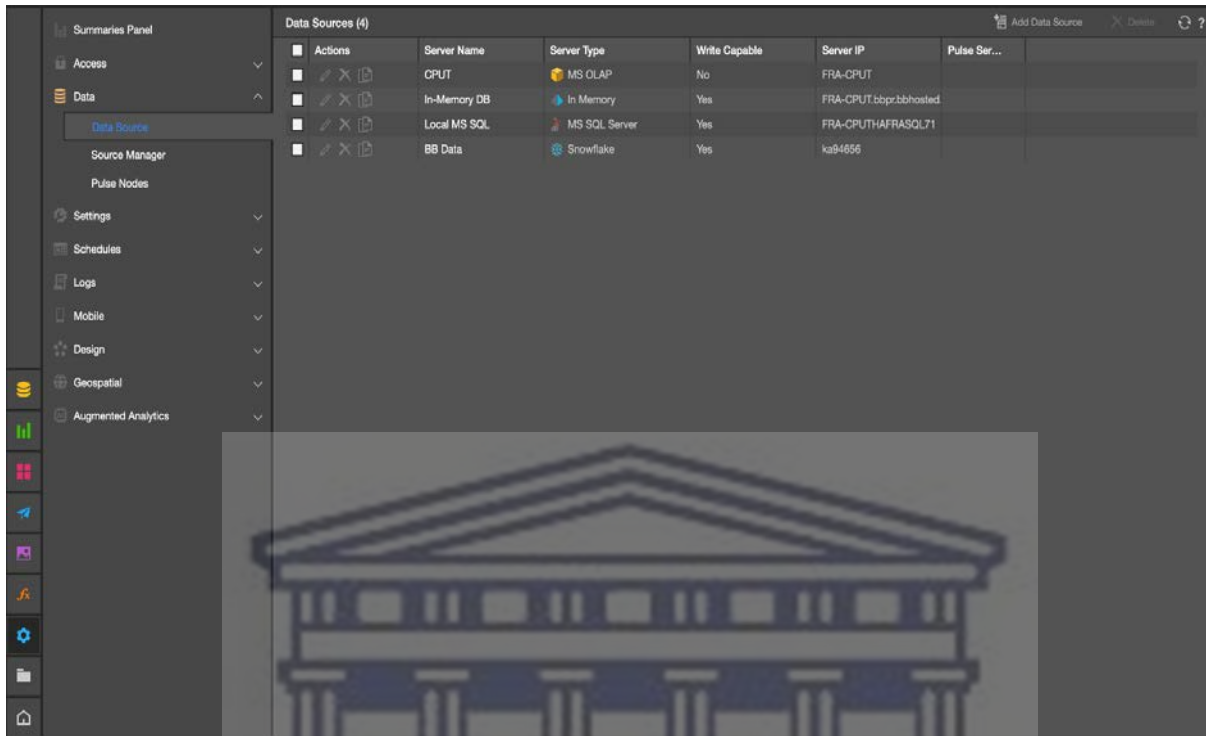 Summaries Panel
Access
Data
Data Source
Source Manager
Pulse Nodes
Settings
Schedules
Logs
Mobile
Design
Geospatial
Augmented Analytics
Data Sources (4)
Add Data Source
Delete
?
Actions Server Name Server Type Write Capable Server IP Pulse Ser...
CPUT MS OLAP No FRA-CPUT
In-Memory DB In Memory Yes FRA-CPUT.bbpr.bbhosted
Local MS SQL MS SQL Server Yes FRA-CPUTHAFRASQL71
BB Data Snowflake Yes ka94656
fx